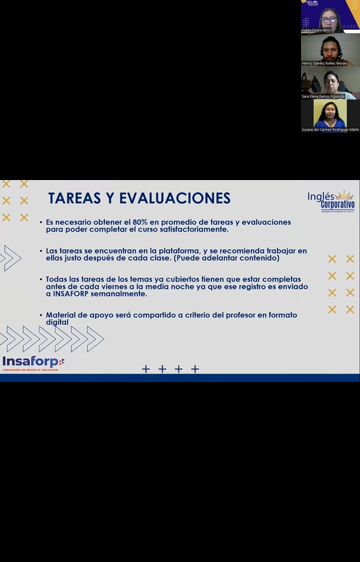 TAREAS Y EVALUACIONES
Inglés
Corporativo
• Es necesario obtener el 80% en promedio de tareas y evaluaciones
para poder completar el curso satisfactoriamente.
• Las tareas se encuentran en la plataforma, y se recomienda trabajar en
ellas justo después de cada clase. (Puede adelantar contenido)
• Todas las tareas de los temas ya cubiertos tienen que estar completas
antes de cada viernes a la media noche ya que ese registro es enviado
a INSAFORP semanalmente.
• Material de apoyo será compartido a criterio del profesor en formato
digital
Insaforp